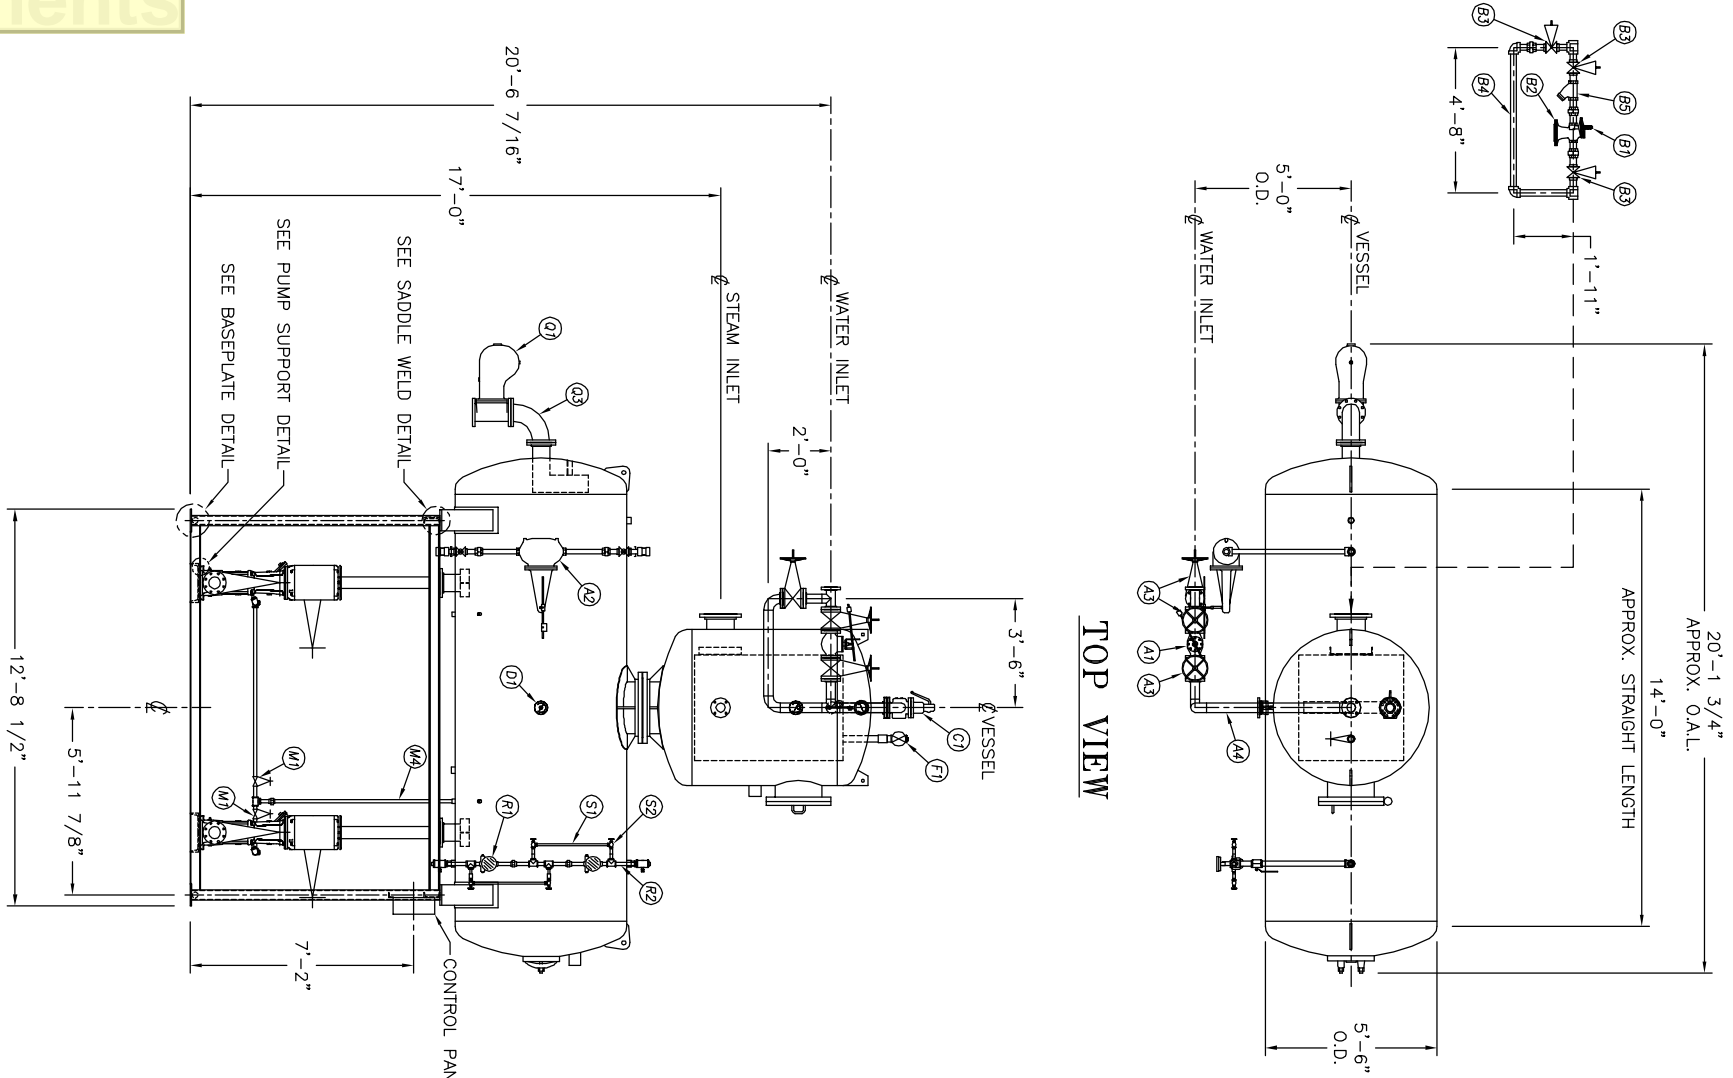 ments
B3
B3
B5
B2
B4
B1
B3
4'-8"
1'-11"
5'-0"
O.D.
VESSEL
WATER INLET
20'-1 3/4"
APPROX. O.A.L.
14'-0"
APPROX. STRAIGHT LENGTH
A3
A1
A3
A4
5'-6"
O.D.
TOP VIEW
20'-6 7/16"
17'-0"
WATER INLET
STEAM INLET
2'-0"
3'-6"
VESSEL
Q1
Q3
A2
D1
C1
F1
SEE SADDLE WELD DETAIL
SEE PUMP SUPPORT DETAIL
SEE BASEPLATE DETAIL
M1
M4
M1
R1
S1
S2
R2
12'-8 1/2"
5'-11 7/8"
7'-2"
CONTROL PAN